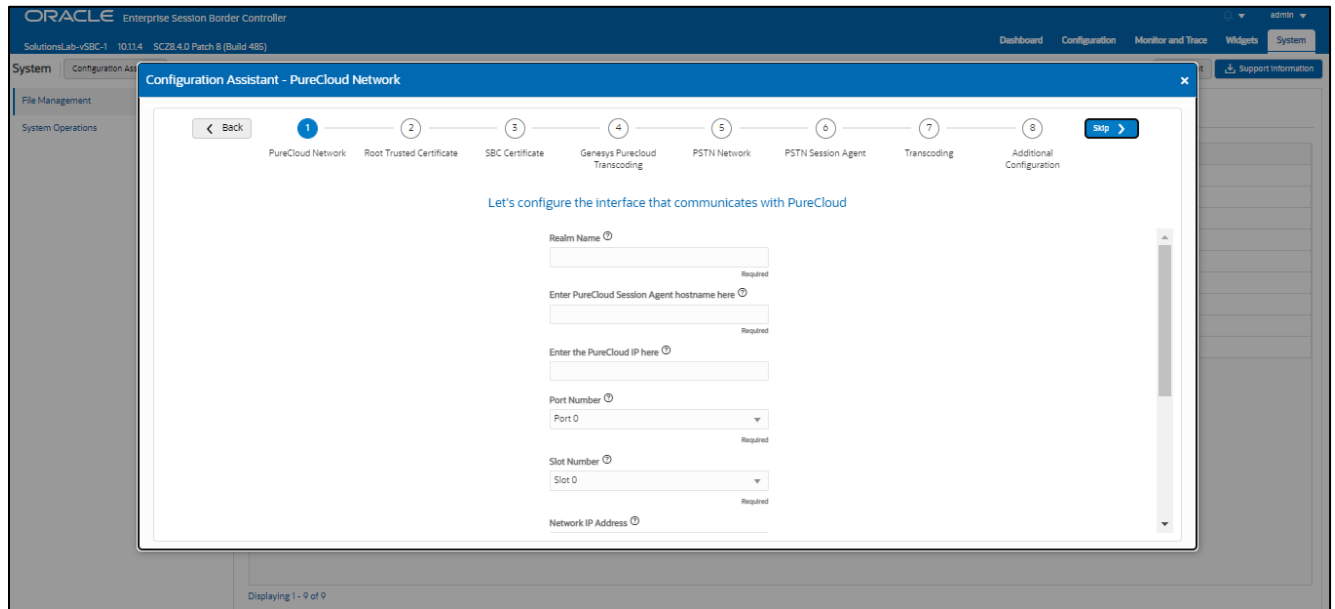 ORACLE Enterprise Session Border Controller
admin
SolutionsLab-vSBC-1 10.1.1.4 SCZ8.4.0 Patch 8 (Build 485)
Dashboard Configuration Monitor and Trace Widgets System
System Configuration Ass
Support Information
Configuration Assistant - PureCloud Network
File Management
System Operations
Back 1 2 3 4 5 6 7 8 Skip
PureCloud Network Root Trusted Certificate SBC Certificate Genesys Purecloud Transcoding PSTN Network PSTN Session Agent Transcoding Additional Configuration
Let's configure the interface that communicates with PureCloud
Realm Name
Required
Enter PureCloud Session Agent hostname here
Required
Enter the PureCloud IP here
Port Number
Port 0
Required
Slot Number
Slot 0
Required
Network IP Address
Displaying 1 - 9 of 9